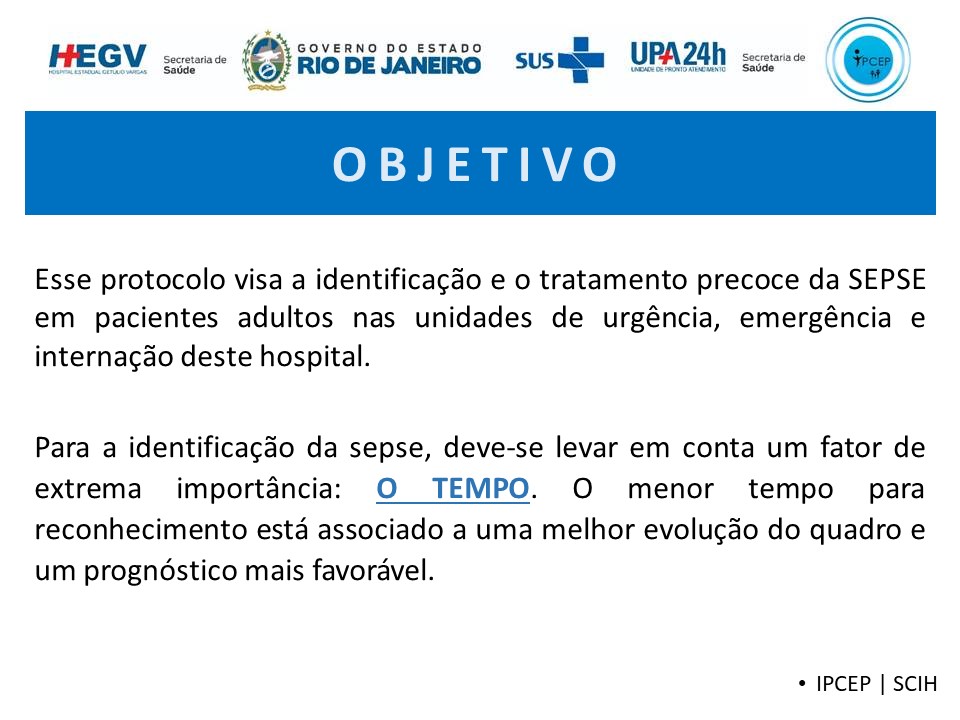 HEGV
HOSPITAL ESTADUAL GETULIO VARGAS
Secretaria de
Saúde
GOVERNO DO ESTADO
RIO DE JANEIRO
SUS
UPA24h
UNIDADE DE PRONTO ATENDIMENTO
Secretaria de
Saúde
IPCEP
OBJETIVO
Esse protocolo visa a identificação e o tratamento precoce da SEPSE
em pacientes adultos nas unidades de urgência, emergência e
internação deste hospital.
Para a identificação da sepse, deve-se levar em conta um fator de
extrema importância: O TEMPO. O menor tempo para
reconhecimento está associado a uma melhor evolução do quadro e
um prognóstico mais favorável.
• IPCEP | SCIH